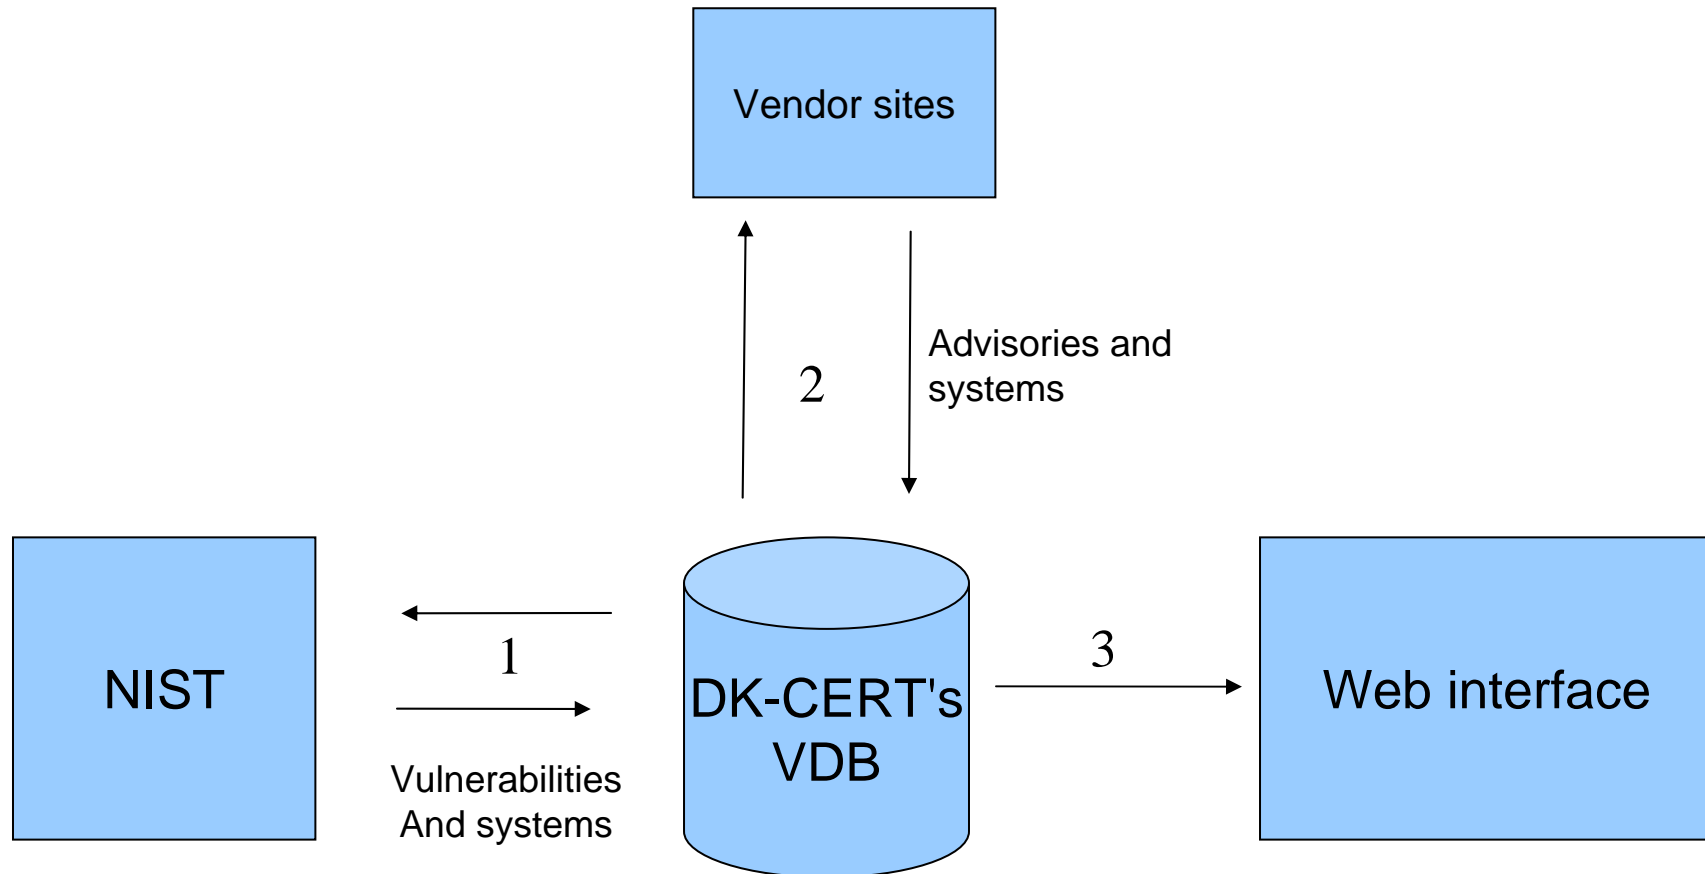 Vendor sites
2
Advisories and
systems
NIST
1
Vulnerabilities
And systems
DK-CERT's
VDB
3
Web interface